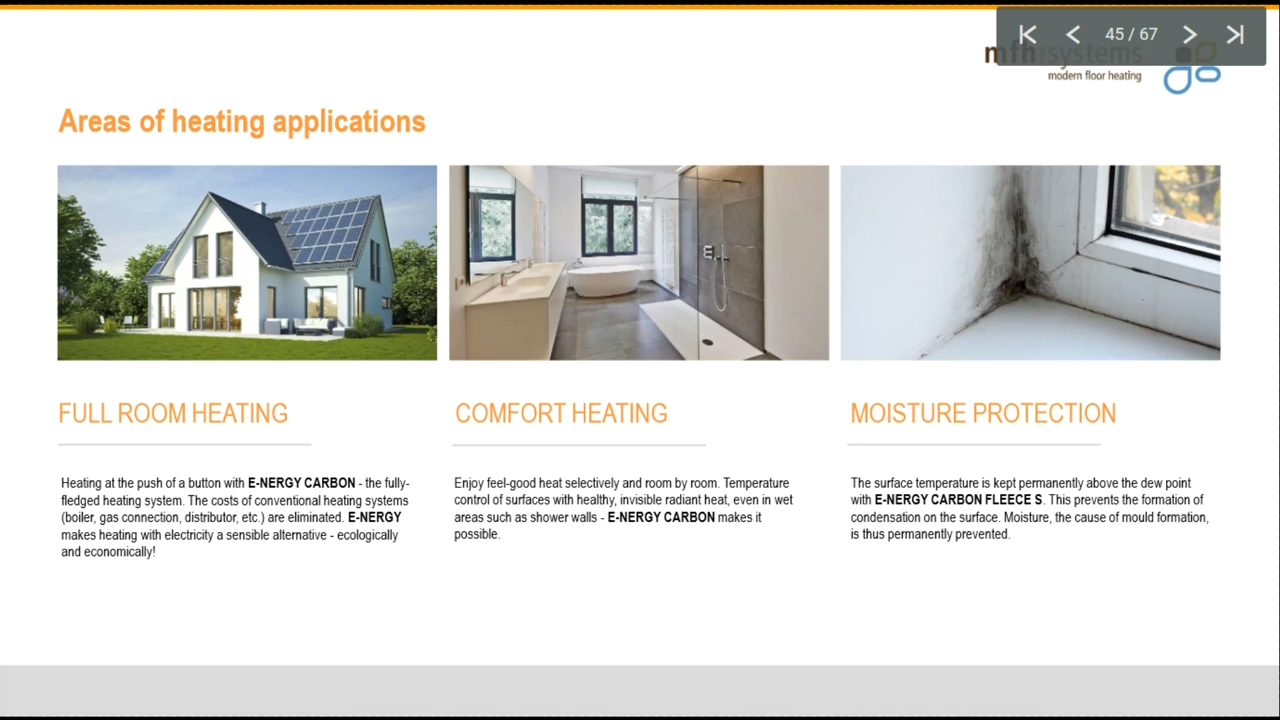 45 / 67
mfh systems
modern floor heating
Areas of heating applications
FULL ROOM HEATING
Heating at the push of a button with E-NERGY CARBON - the fully-
fledged heating system. The costs of conventional heating systems
(boiler, gas connection, distributor, etc.) are eliminated. E-NERGY
makes heating with electricity a sensible alternative - ecologically
and economically!
COMFORT HEATING
Enjoy feel-good heat selectively and room by room. Temperature
control of surfaces with healthy, invisible radiant heat, even in wet
areas such as shower walls - E-NERGY CARBON makes it
possible.
MOISTURE PROTECTION
The surface temperature is kept permanently above the dew point
with E-NERGY CARBON FLEECE S. This prevents the formation of
condensation on the surface. Moisture, the cause of mould formation,
is thus permanently prevented.